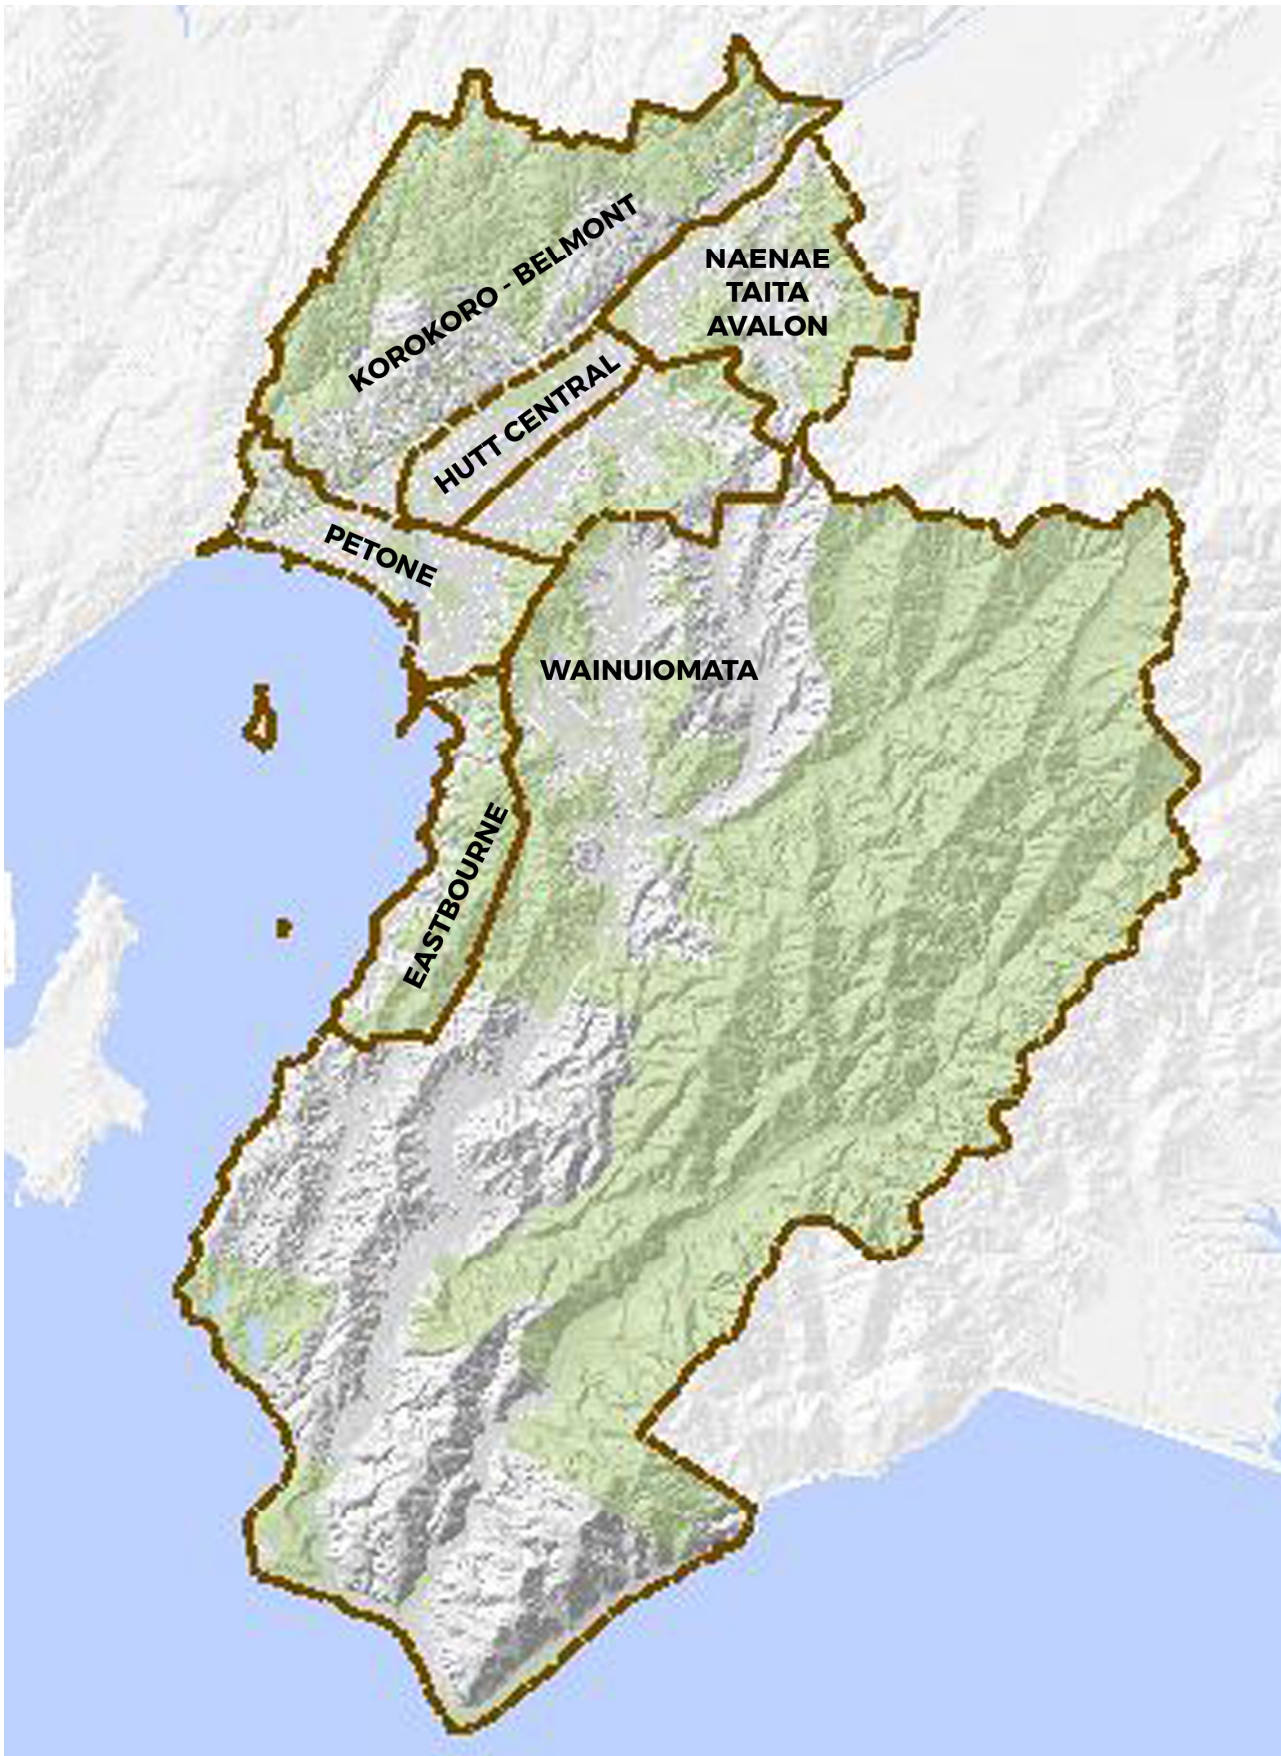 KOROKORO - BELMONT
NAENAE
TAITA
AVALON
HUTT CENTRAL
PETONE
WAINUIOMATA
EASTBOURNE